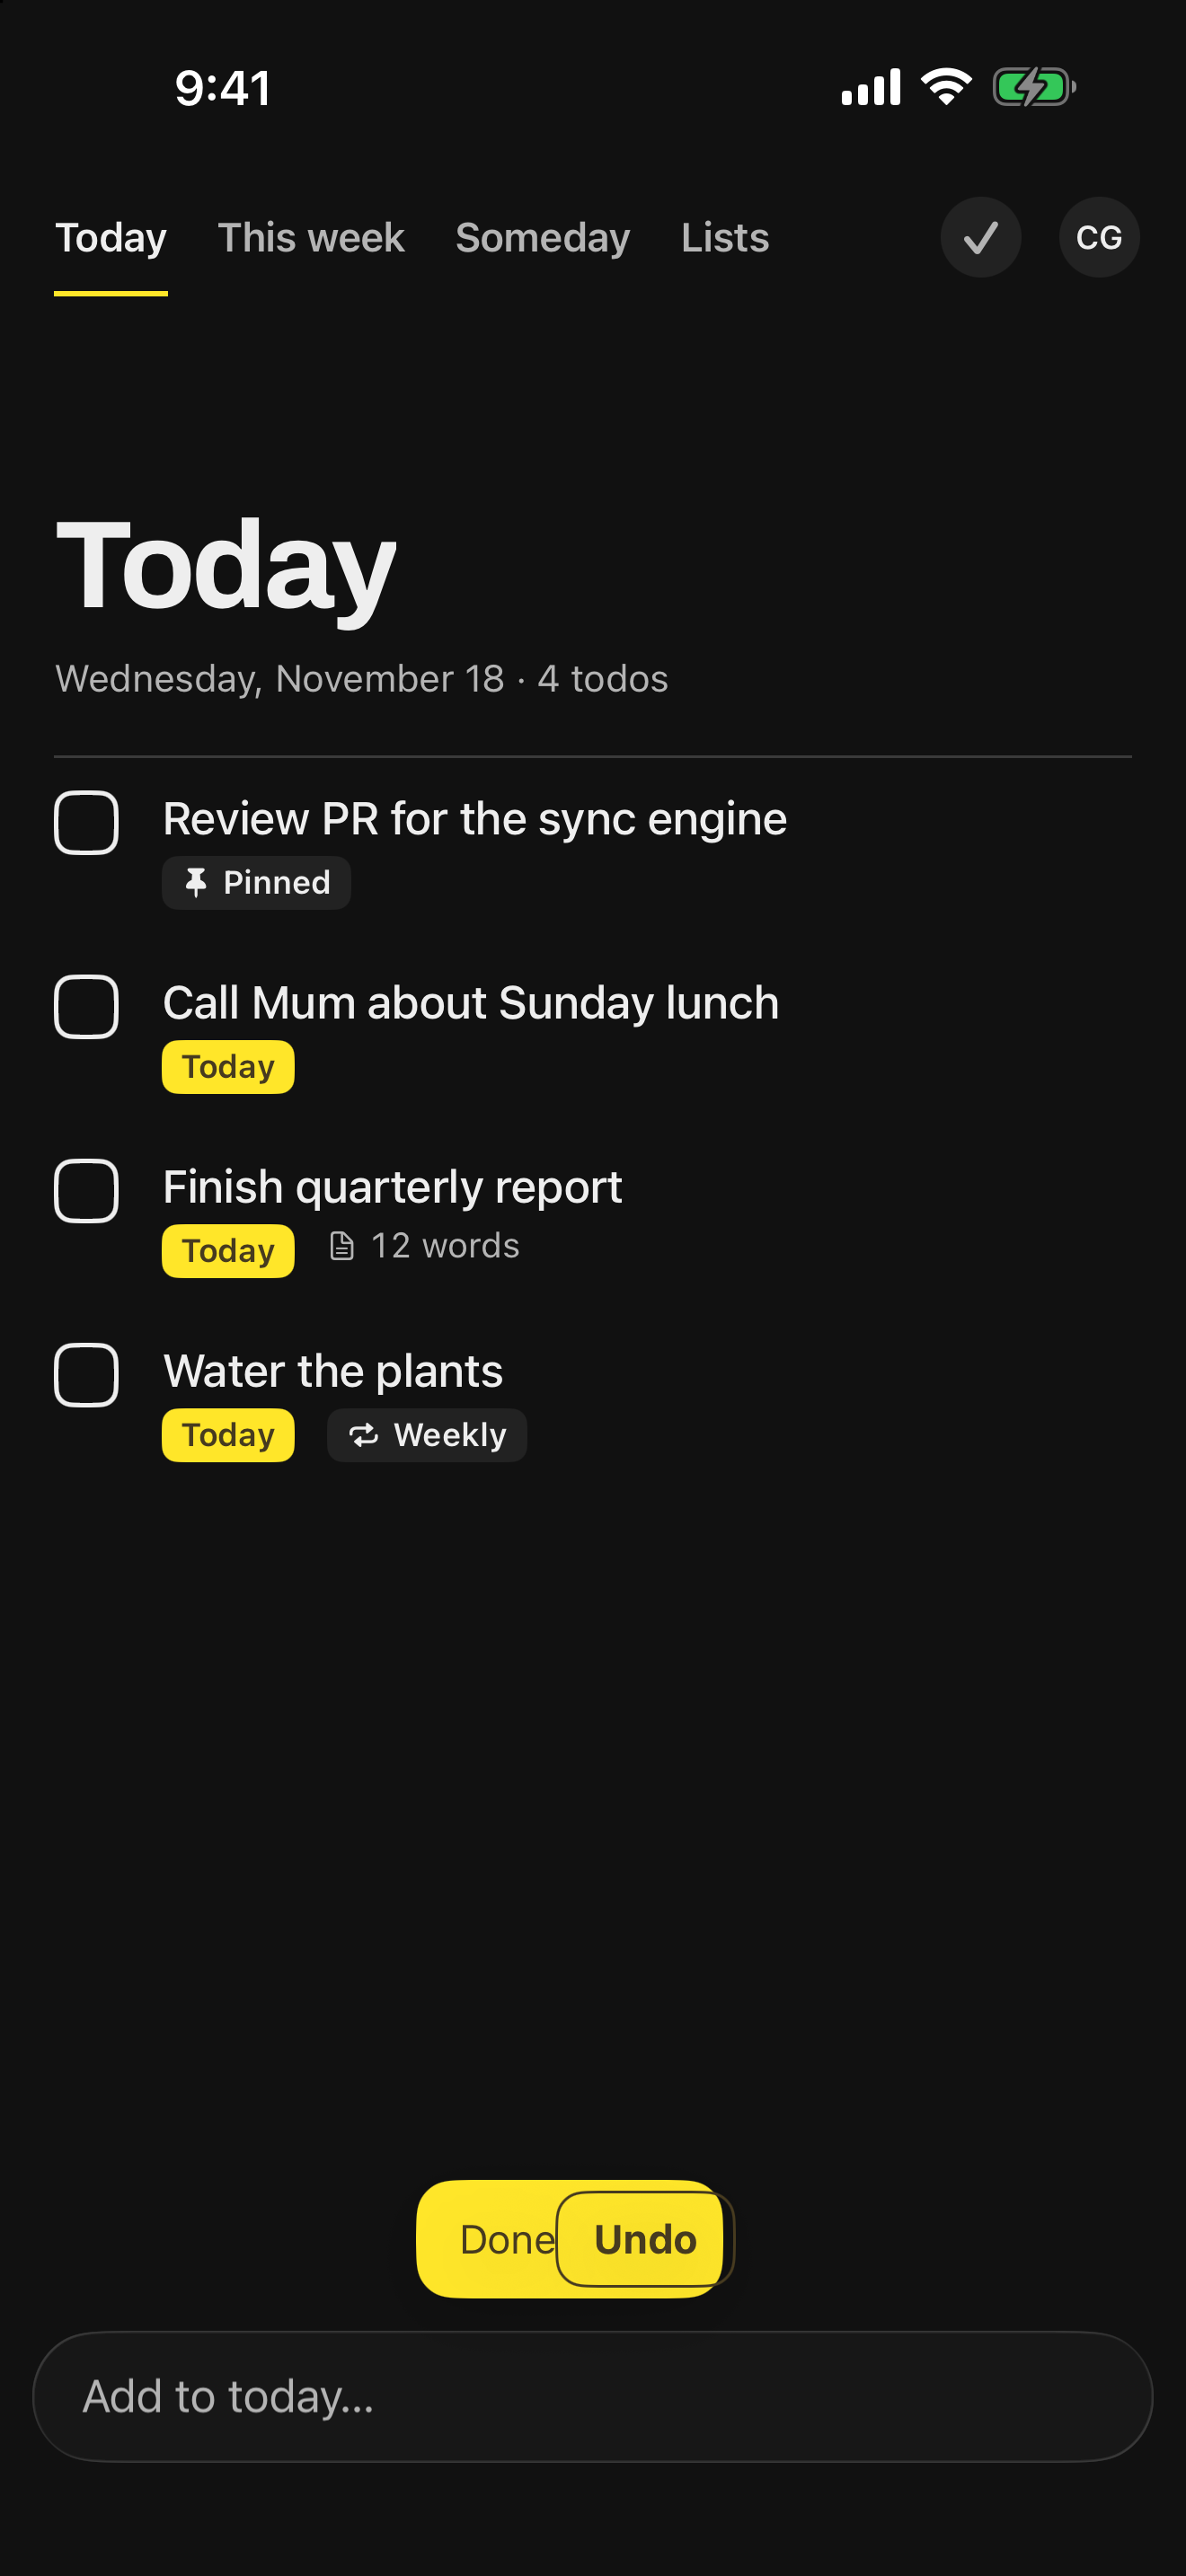 9:41
Today This week Someday Lists CG
Today
Wednesday, November 18 · 4 todos
Review PR for the sync engine
Pinned
Call Mum about Sunday lunch
Today
Finish quarterly report
Today 12 words
Water the plants
Today Weekly
Done Undo
Add to today...